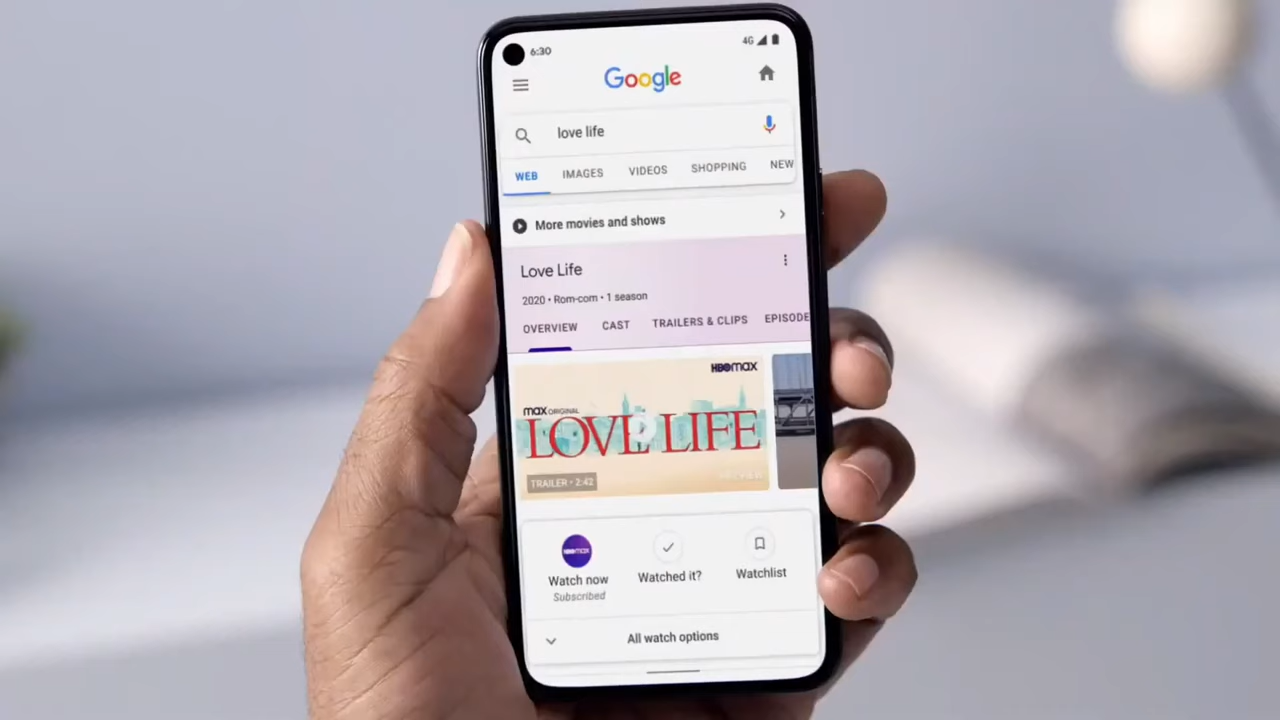 6:30 4G
Google
love life
WEB IMAGES VIDEOS SHOPPING NEW
More movies and shows
Love Life
2020 • Rom-com • 1 season
OVERVIEW CAST TRAILERS & CLIPS EPISODE
HBOMAX
max ORIGINAL
LOVE LIFE
TRAILER • 2:42
HBOMAX
Watch now Watched it? Watchlist
Subscribed
All watch options